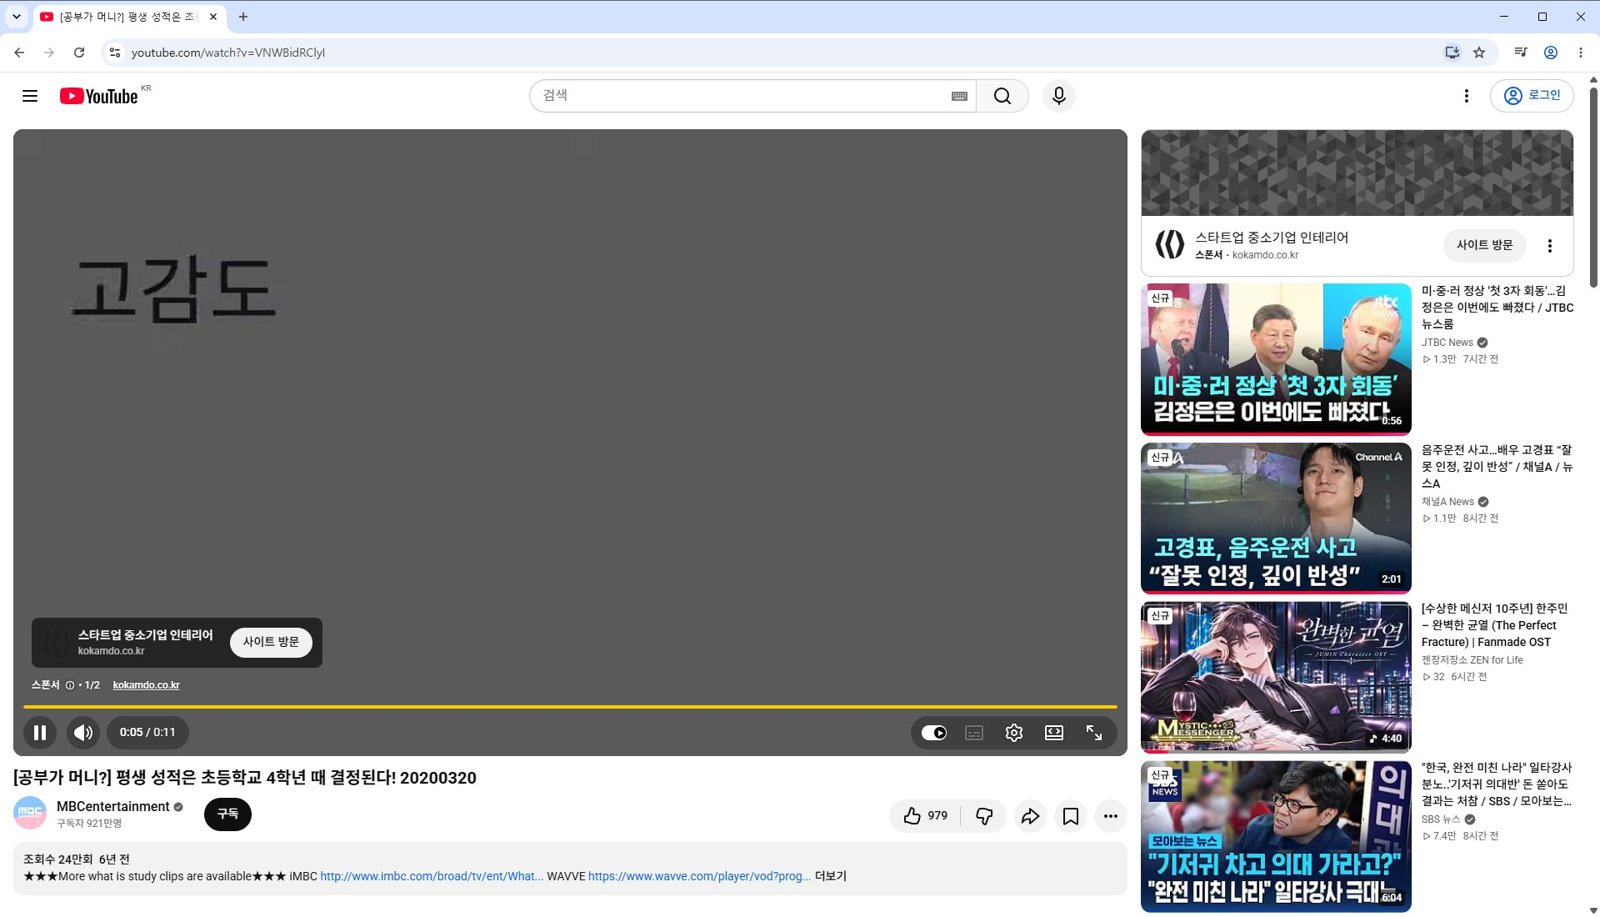 [공부가 머니?] 평생 성적은 초등
youtube.com/watch?v=VNWBidRClyI
YouTube KR
검색
로그인
고감도
스타트업 중소기업 인테리어
kokamdo.co.kr
사이트 방문
스폰서 • 1/2 kokamdo.co.kr
0:05 / 0:11
[공부가 머니?] 평생 성적은 초등학교 4학년 때 결정된다! 20200320
MBC
MBCentertainment
구독자 921만명
구독
979
조회수 24만회 6년 전
★★★More what is study clips are available★★★ iMBC http://www.imbc.com/broad/tv/ent/What... WAVVE https://www.wavve.com/player/vod?prog... 더보기
스타트업 중소기업 인테리어
스폰서 · kokamdo.co.kr
사이트 방문
신규
jtbc news
미·중·러 정상 '첫 3자 회동'
김정은은 이번에도 빠졌다
0:56
미·중·러 정상 '첫 3자 회동'...김
정은은 이번에도 빠졌다 / JTBC
뉴스룸
JTBC News
1.3만 7시간 전
신규
Channel A
고경표, 음주운전 사고
“잘못 인정, 깊이 반성”
2:01
음주운전 사고...배우 고경표 “잘
못 인정, 깊이 반성” / 채널A / 뉴
스A
채널A News
1.1만 8시간 전
신규
완벽한 균열
JUMIN Character OST
MYSTIC MESSENGER
4:40
[수상한 메신저 10주년] 한주민
– 완벽한 균열 (The Perfect
Fracture) | Fanmade OST
젠장저장소 ZEN for Life
32 6시간 전
신규
SBS NEWS
의대
모아보는 뉴스
"기저귀 차고 의대 가라고?"
"완전 미친 나라" 일타강사 극대노
6:04
"한국, 완전 미친 나라" 일타강사
분노..'기저귀 의대반' 돈 쏟아도
결과는 처참 / SBS / 모아보는...
SBS 뉴스
7.4만 8시간 전